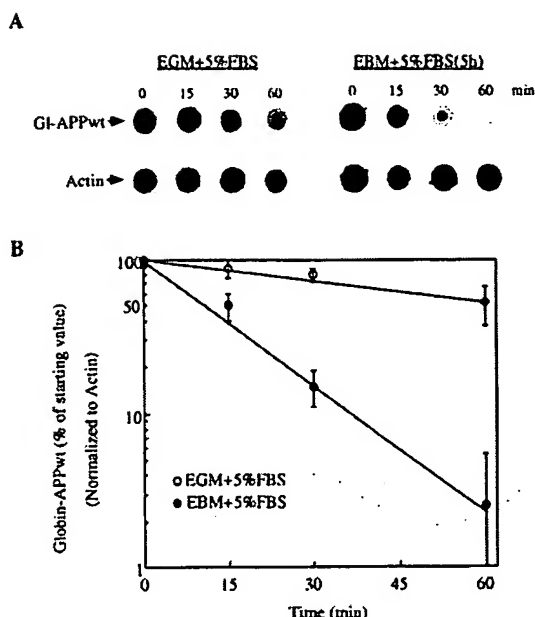 A
EGM+5%FBS EBM+5%FBS(5h)
0 15 30 60 0 15 30 60 min
Gl-APPwt
Actin
B
Globin-APPwt (% of starting value)
(Normalized to Actin)
100
50
10
1
EGM+5%FBS
EBM+5%FBS
0 15 30 45 60
Time (min)